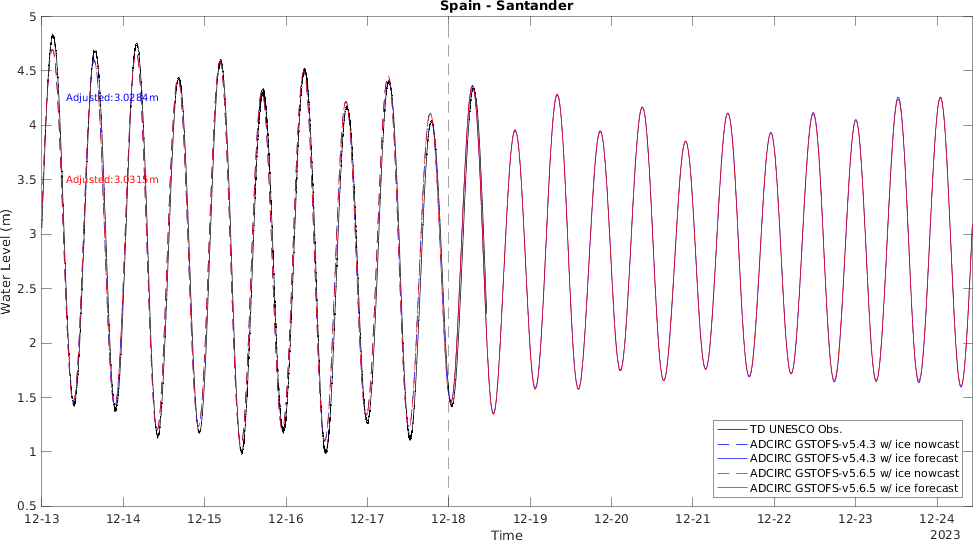 Spain - Santander
Water Level (m)
5
4.5
4
3.5
3
2.5
2
1.5
1
0.5
Adjusted:3.0284m
Adjusted:3.0315m
TD UNESCO Obs.
ADCIRC GSTOFS-v5.4.3 w/ ice nowcast
ADCIRC GSTOFS-v5.4.3 w/ ice forecast
ADCIRC GSTOFS-v5.6.5 w/ ice nowcast
ADCIRC GSTOFS-v5.6.5 w/ ice forecast
12-13 12-14 12-15 12-16 12-17 12-18 12-19 12-20 12-21 12-22 12-23 12-24
Time
2023